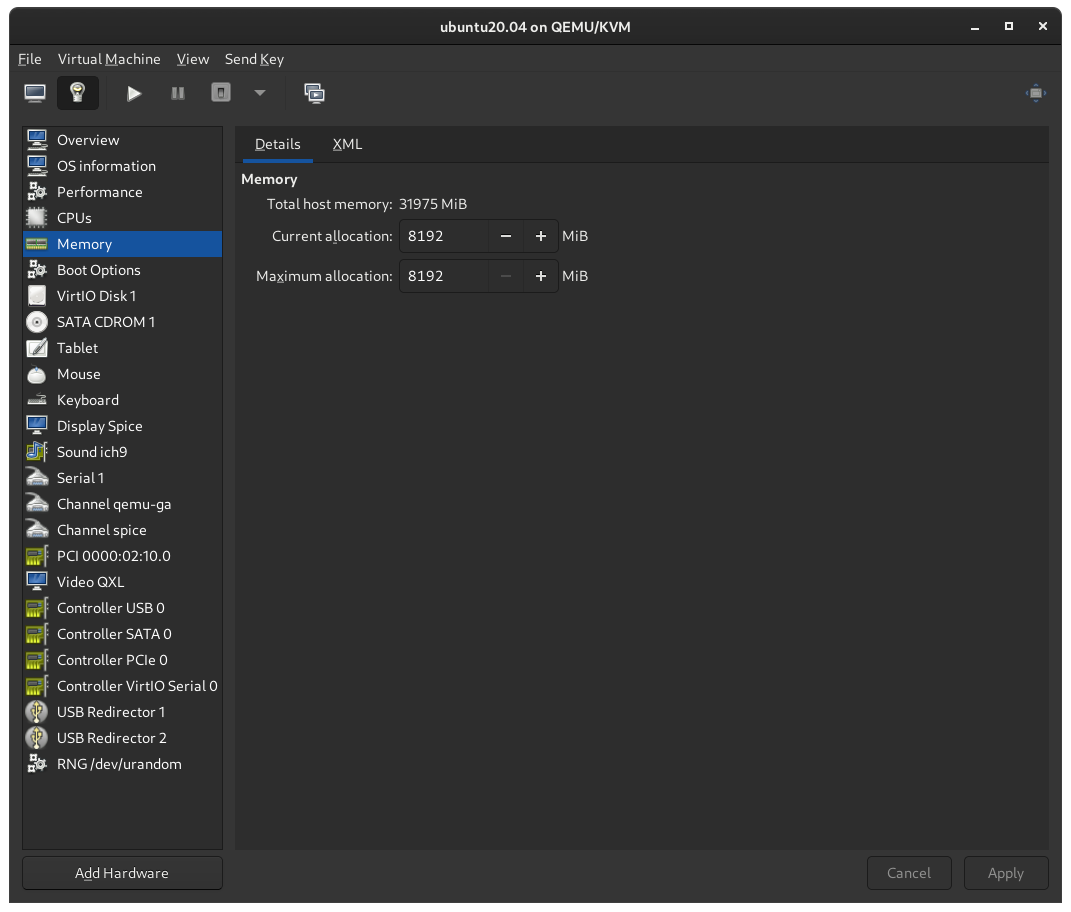 ubuntu20.04 on QEMU/KVM
File Virtual Machine View Send Key
Overview
OS information
Performance
CPUs
Memory
Boot Options
VirtIO Disk 1
SATA CDROM 1
Tablet
Mouse
Keyboard
Display Spice
Sound ich9
Serial 1
Channel qemu-ga
Channel spice
PCI 0000:02:10.0
Video QXL
Controller USB 0
Controller SATA 0
Controller PCIe 0
Controller VirtIO Serial 0
USB Redirector 1
USB Redirector 2
RNG /dev/urandom
Add Hardware
Details XML
Memory
Total host memory: 31975 MiB
Current allocation: 8192 − + MiB
Maximum allocation: 8192 − + MiB
Cancel Apply